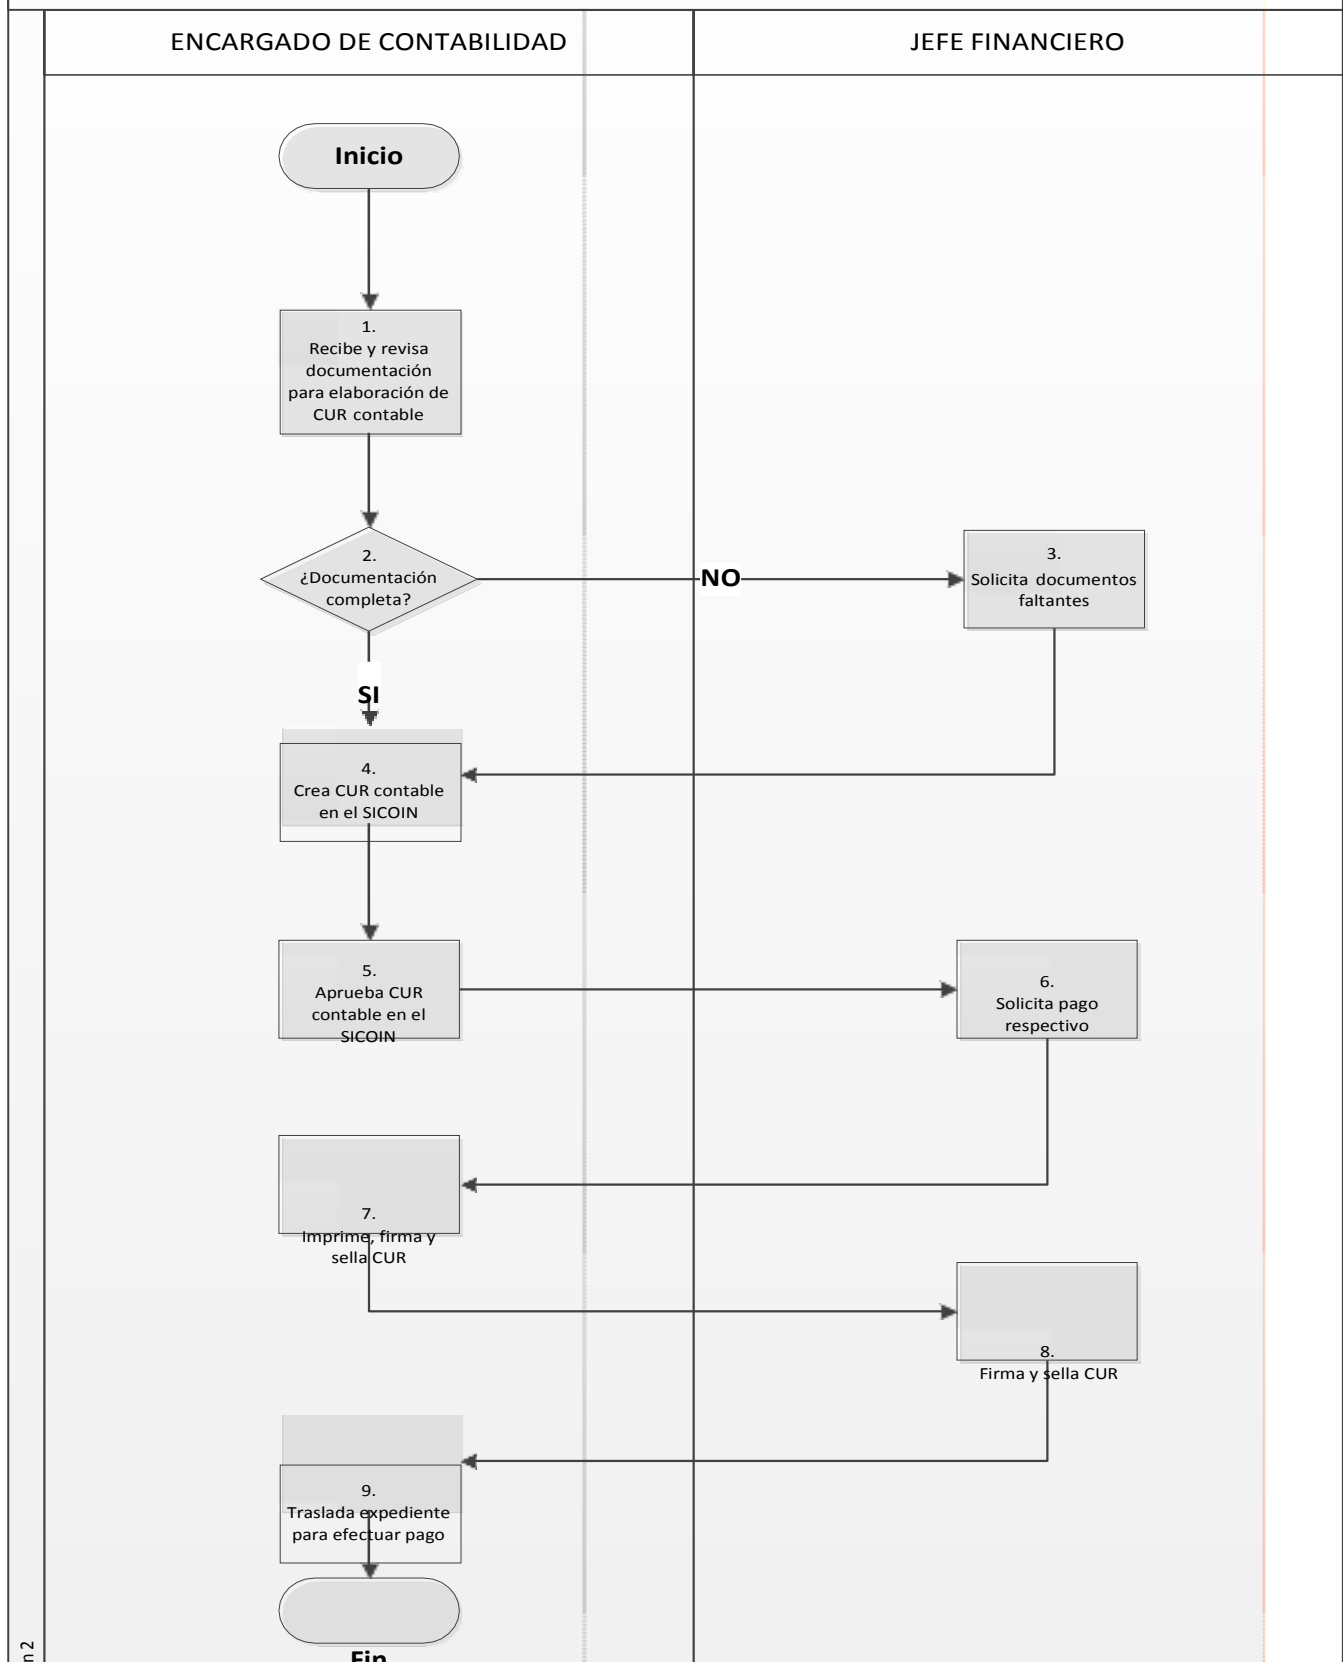 ENCARGADO DE CONTABILIDAD
JEFE FINANCIERO
Inicio
1.
Recibe y revisa
documentación
para elaboración de
CUR contable
2.
¿Documentación
completa?
NO
3.
Solicita documentos
faltantes
SI
4.
Crea CUR contable
en el SICOIN
5.
Aprueba CUR
contable en el
SICOIN
6.
Solicita pago
respectivo
7.
Imprime, firma y
sella CUR
8.
Firma y sella CUR
9.
Traslada expediente
para efectuar pago
Fin
n 2